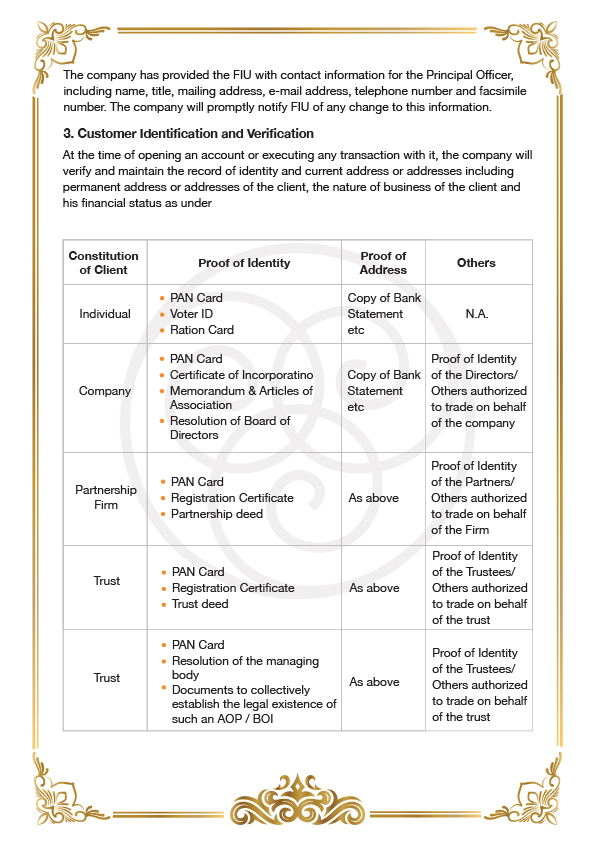 The company has provided the FIU with contact information for the Principal Officer,
including name, title, mailing address, e-mail address, telephone number and facsimile
number. The company will promptly notify FIU of any change to this information.
3. Customer Identification and Verification
At the time of opening an account or executing any transaction with it, the company will
verify and maintain the record of identity and current address or addresses including
permanent address or addresses of the client, the nature of business of the client and
his financial status as under
Constitution
of Client
Proof of Identity
Proof of
Address
Others
Individual
• PAN Card
• Voter ID
• Ration Card
Copy of Bank
Statement
etc
N.A.
Company
• PAN Card
• Certificate of Incorporatino
• Memorandum & Articles of
Association
• Resolution of Board of
Directors
Copy of Bank
Statement
etc
Proof of Identity
of the Directors/
Others authorized
to trade on behalf
of the company
Partnership
Firm
• PAN Card
• Registration Certificate
• Partnership deed
As above
Proof of Identity
of the Partners/
Others authorized
to trade on behalf
of the Firm
Trust
• PAN Card
• Registration Certificate
• Trust deed
As above
Proof of Identity
of the Trustees/
Others authorized
to trade on behalf
of the trust
Trust
• PAN Card
• Resolution of the managing
body
• Documents to collectively
establish the legal existence of
such an AOP / BOI
As above
Proof of Identity
of the Trustees/
Others authorized
to trade on behalf
of the trust